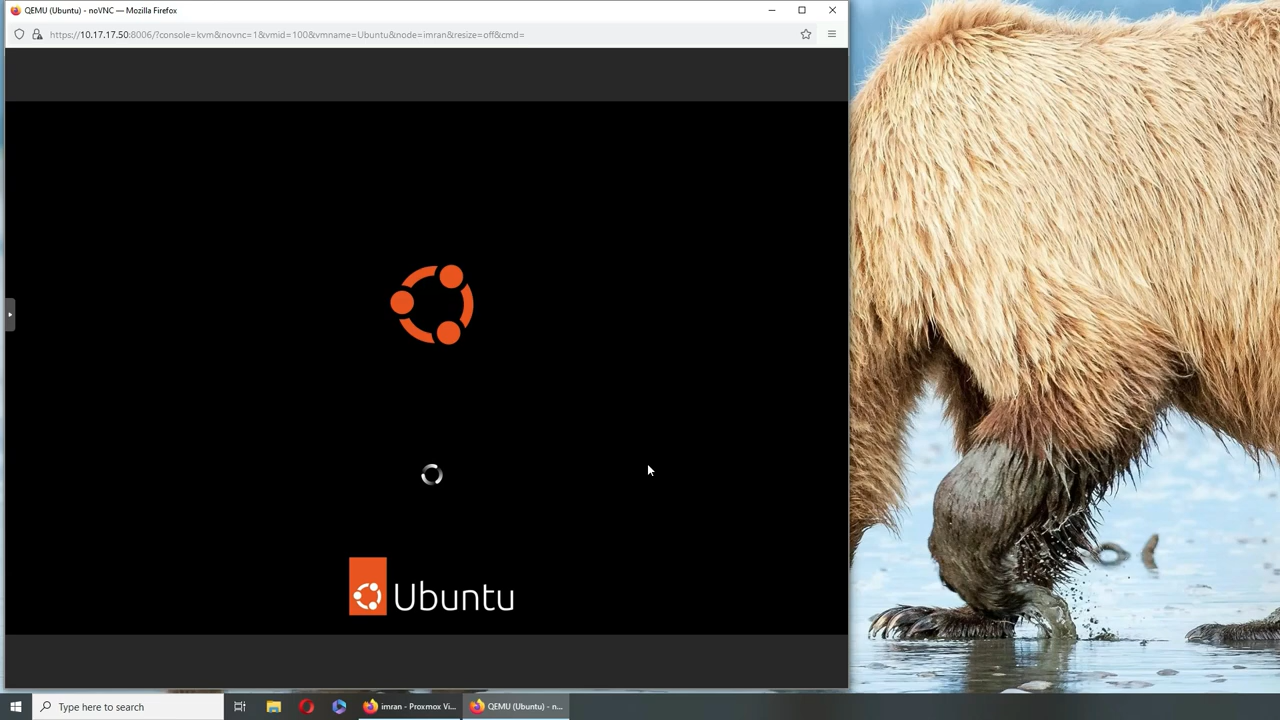 QEMU (Ubuntu) - noVNC — Mozilla Firefox
https://10.17.17.50:8006/?console=kvm&novnc=1&vmid=100&vmname=Ubuntu&node=imran&resize=off&cmd=
Ubuntu
Type here to search
imran - Proxmox Vi...
QEMU (Ubuntu) - n...